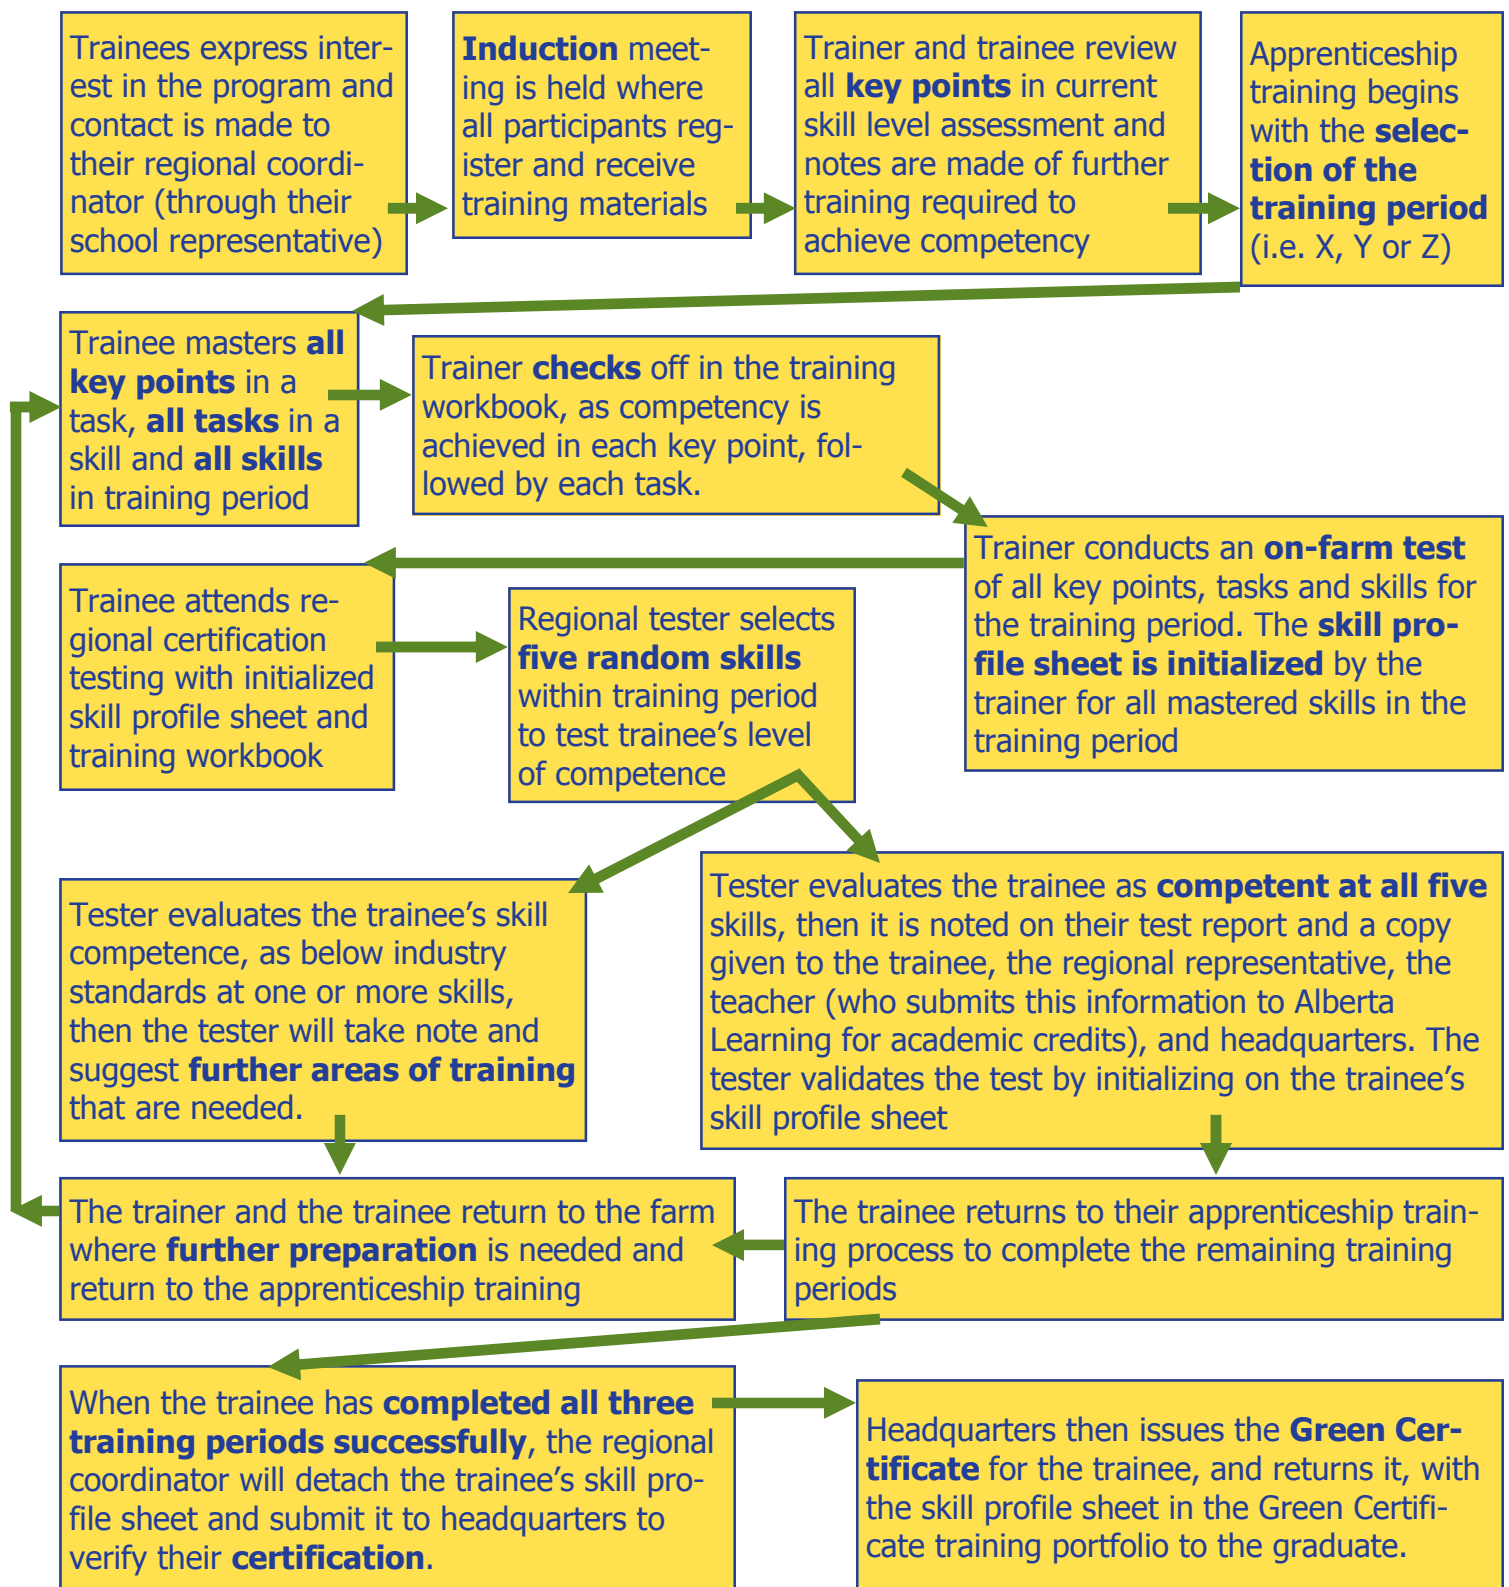 Trainees express inter-
est in the program and
contact is made to
their regional coordi-
nator (through their
school representative)
Induction meet-
ing is held where
all participants reg-
ister and receive
training materials
Trainer and trainee review
all key points in current
skill level assessment and
notes are made of further
training required to
achieve competency
Apprenticeship
training begins
with the selec-
tion of the
training period
(i.e. X, Y or Z)
Trainee masters all
key points in a
task, all tasks in a
skill and all skills
in training period
Trainer checks off in the training
workbook, as competency is
achieved in each key point, fol-
lowed by each task.
Trainer conducts an on-farm test
of all key points, tasks and skills for
the training period. The skill pro-
file sheet is initialized by the
trainer for all mastered skills in the
training period
Trainee attends re-
gional certification
testing with initialized
skill profile sheet and
training workbook
Regional tester selects
five random skills
within training period
to test trainee’s level
of competence
Tester evaluates the trainee’s skill
competence, as below industry
standards at one or more skills,
then the tester will take note and
suggest further areas of training
that are needed.
Tester evaluates the trainee as competent at all five
skills, then it is noted on their test report and a copy
given to the trainee, the regional representative, the
teacher (who submits this information to Alberta
Learning for academic credits), and headquarters. The
tester validates the test by initializing on the trainee’s
skill profile sheet
The trainer and the trainee return to the farm
where further preparation is needed and
return to the apprenticeship training
The trainee returns to their apprenticeship train-
ing process to complete the remaining training
periods
When the trainee has completed all three
training periods successfully, the regional
coordinator will detach the trainee’s skill pro-
file sheet and submit it to headquarters to
verify their certification.
Headquarters then issues the Green Cer-
tificate for the trainee, and returns it, with
the skill profile sheet in the Green Certifi-
cate training portfolio to the graduate.